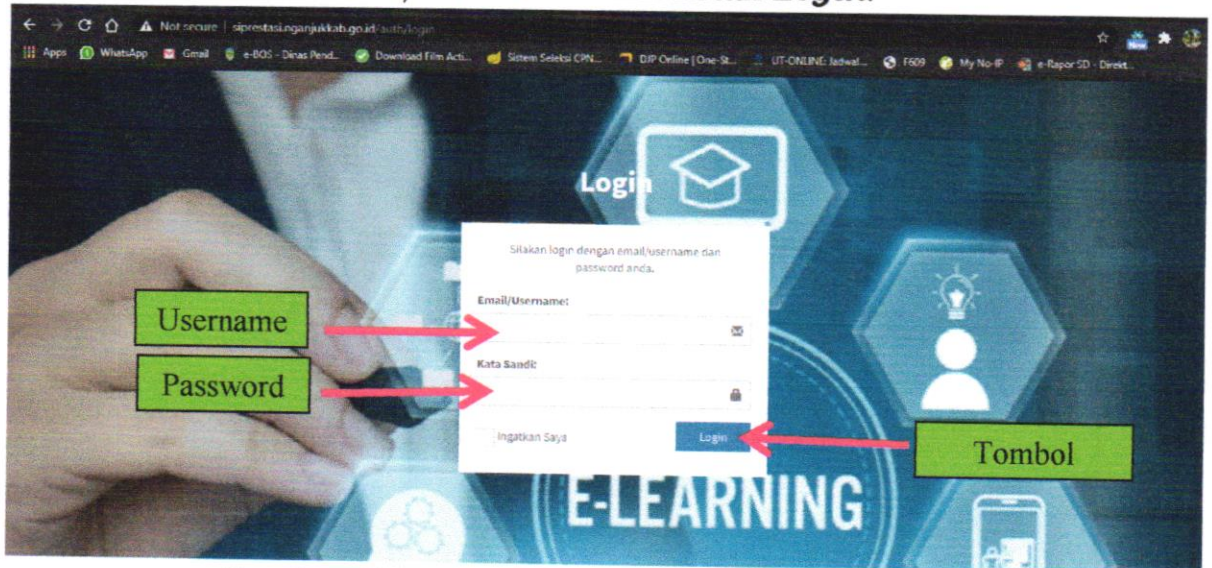 Login
Not secure | siprestasi.nganjukkab.go.id/auth/login
Apps WhatsApp Gmail e-BOS - Dinas Pend... Download Film Acti... Sistem Seleksi CPN... DJP Online | One-St... UT-ONLINE: Jadwal... F609 My No-IP e-Rapor SD - Direkt...
Login
Silakan login dengan email/username dan
password anda.
Email/Username:
Username
Kata Sandi:
Password
Ingatkan Saya
Login
Tombol
E-LEARNING